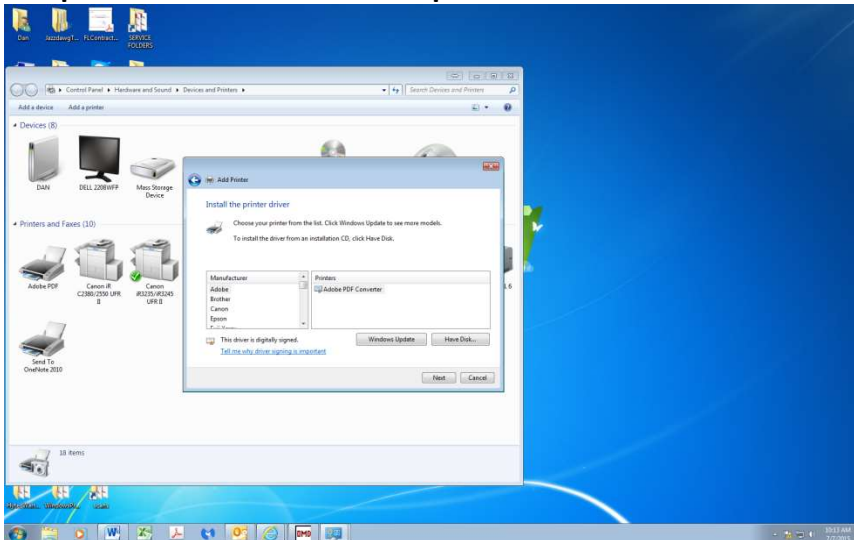 Dan JazzdawgT... FLContract... SERVICE FOLDERS
Control Panel ▸ Hardware and Sound ▸ Devices and Printers ▸ Search Devices and Printers
Add a device Add a printer
Devices (8)
DAN DELL 2208WFP Mass Storage Device
Add Printer
Install the printer driver
Choose your printer from the list. Click Windows Update to see more models.
To install the driver from an installation CD, click Have Disk.
Printers and Faxes (10)
Adobe PDF Canon iR C2380/2550 UFR II Canon iR3235/iR3245 UFR II
Manufacturer Printers
Adobe Adobe PDF Converter
Brother
Canon
Epson
This driver is digitally signed. Windows Update Have Disk...
Tell me why driver signing is important
Send To OneNote 2010
Next Cancel
18 items
scans
10:13 AM